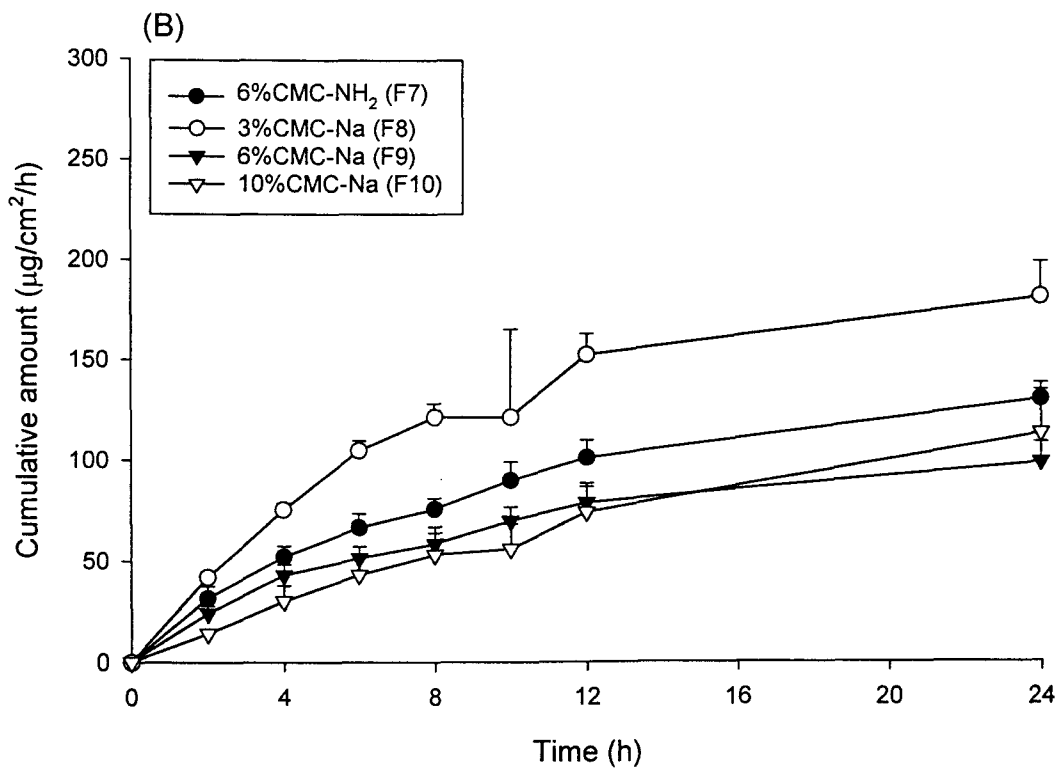 (B)
300
250
200
150
100
50
0
Cumulative amount (μg/cm²/h)
6%CMC-NH₂ (F7)
3%CMC-Na (F8)
6%CMC-Na (F9)
10%CMC-Na (F10)
0 4 8 12 16 20 24
Time (h)